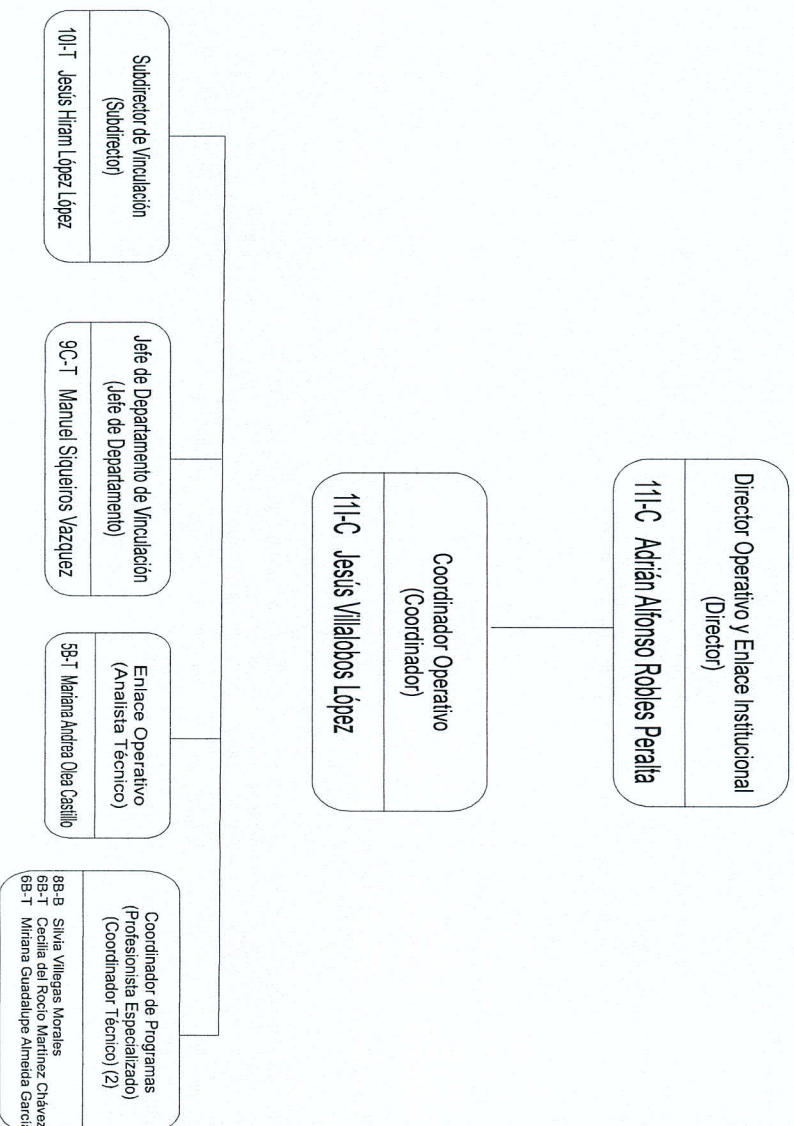 Director Operativo y Enlace Institucional
(Director)
11I-C Adrián Alfonso Robles Peralta
Coordinador Operativo
(Coordinador)
11I-C Jesús Villalobos López
Subdirector de Vinculación
(Subdirector)
10I-T Jesús Hiram López López
Jefe de Departamento de Vinculación
(Jefe de Departamento)
9C-T Manuel Siqueiros Vazquez
Enlace Operativo
(Analista Técnico)
5B-T Mariana Andrea Olea Castillo
Coordinador de Programas
(Profesionista Especializado)
(Coordinador Técnico) (2)
8B-B Silvia Villegas Morales
6B-T Cecilia del Rocío Martínez Chávez
6B-T Miriana Guadalupe Almeida García